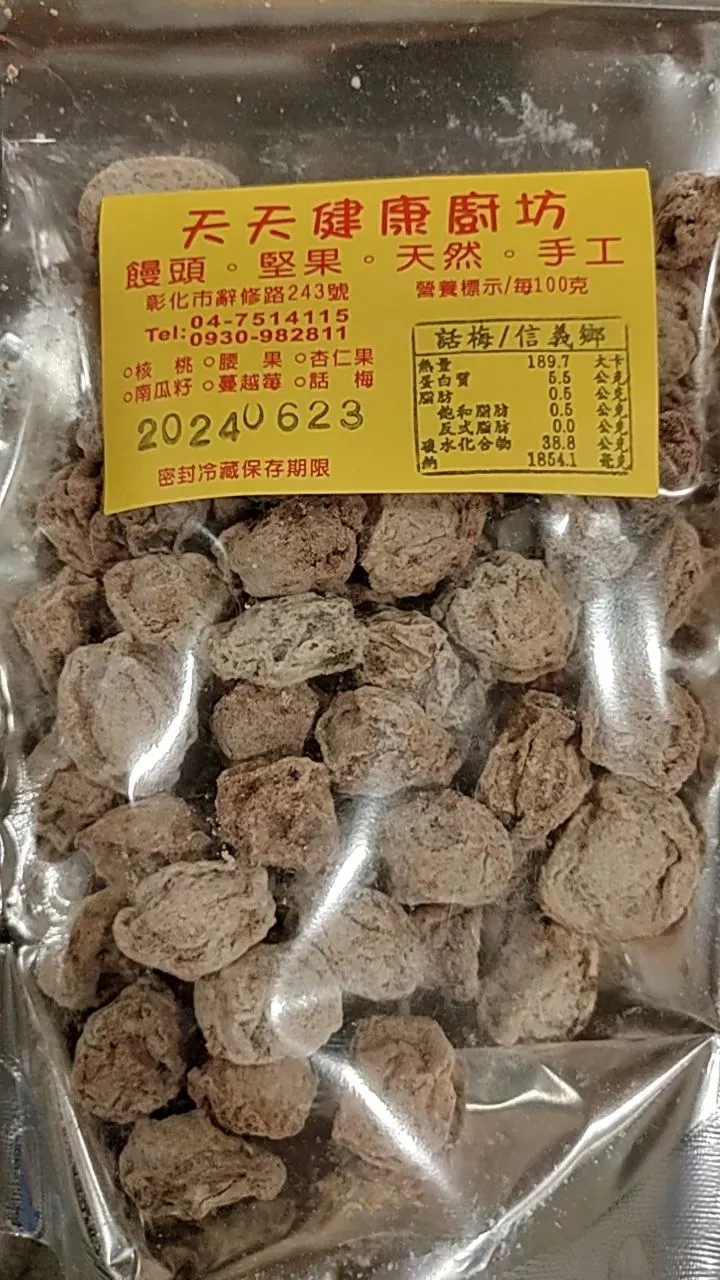 天天健康廚坊
饅頭。堅果。天然。手工
彰化市辭修路243號
Tel:04-7514115
0930-982811
○核桃○腰果○杏仁果
○南瓜籽○蔓越莓○話梅
20240623
密封冷藏保存期限
營養標示/每100克
話梅/信義鄉
熱量 189.7 大卡
蛋白質 5.5 公克
脂肪 0.5 公克
飽和脂肪 0.5 公克
反式脂肪 0.0 公克
碳水化合物 38.8 公克
鈉 1854.1 毫克